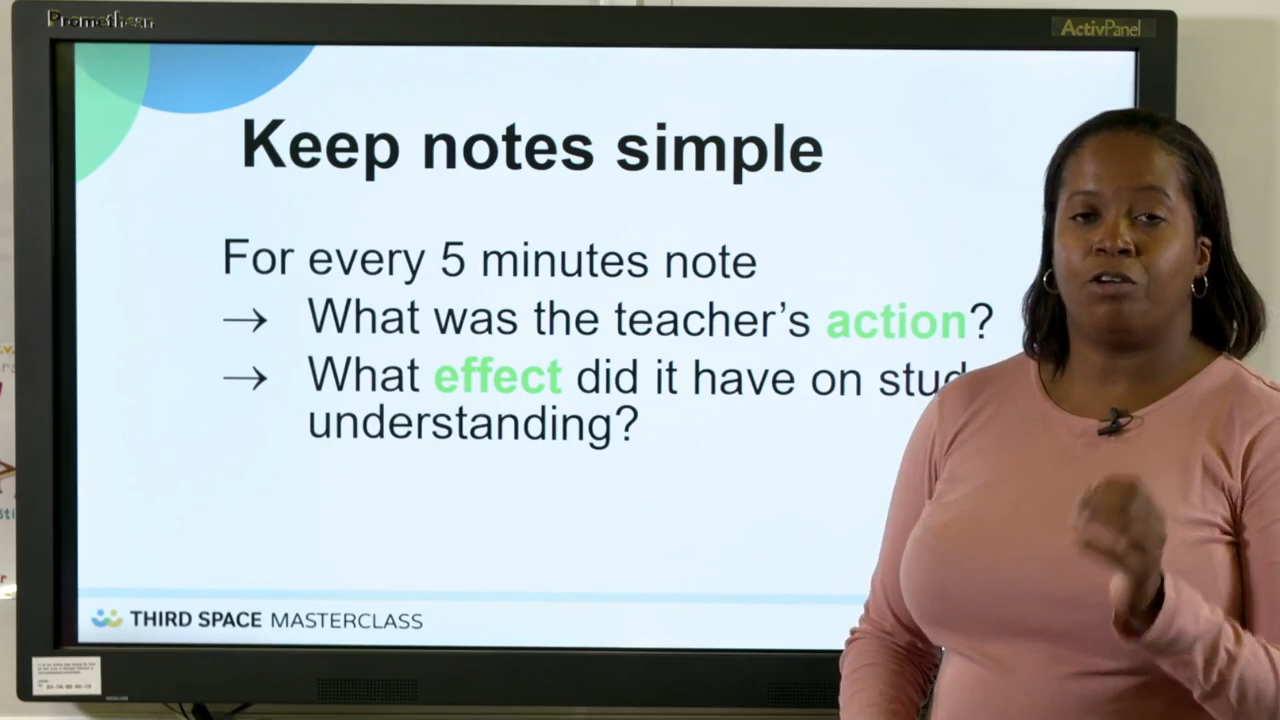 Promethean
ActivPanel
Keep notes simple
For every 5 minutes note
→ What was the teacher's action?
→ What effect did it have on stud
understanding?
THIRD SPACE MASTERCLASS